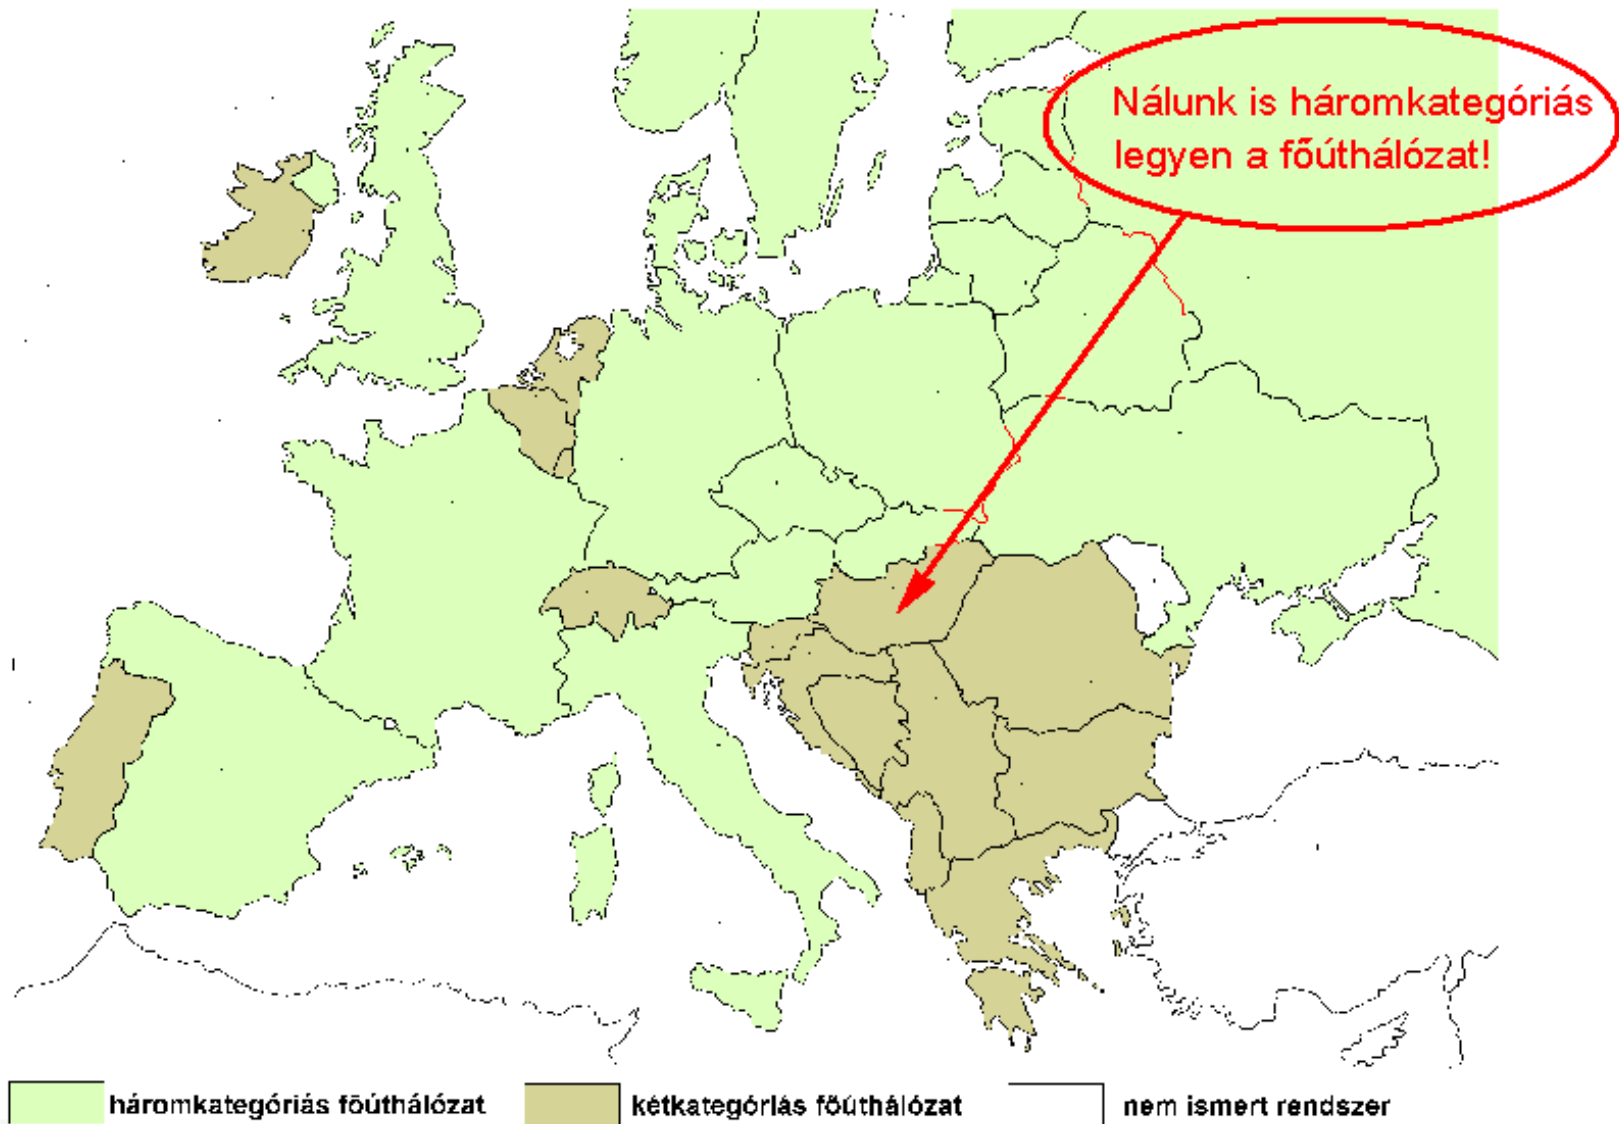 Nálunk is háromkategóriás
legyen a főúthálózat!
háromkategóriás főúthálózat
kétkategóriás főúthálózat
nem ismert rendszer